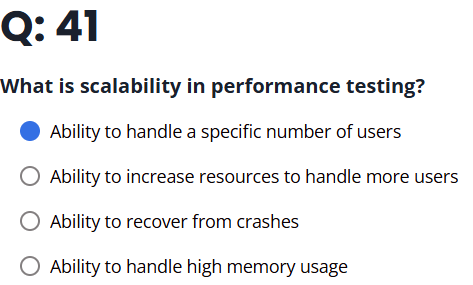 Q: 41
What is scalability in performance testing?
Ability to handle a specific number of users
Ability to increase resources to handle more users
Ability to recover from crashes
Ability to handle high memory usage